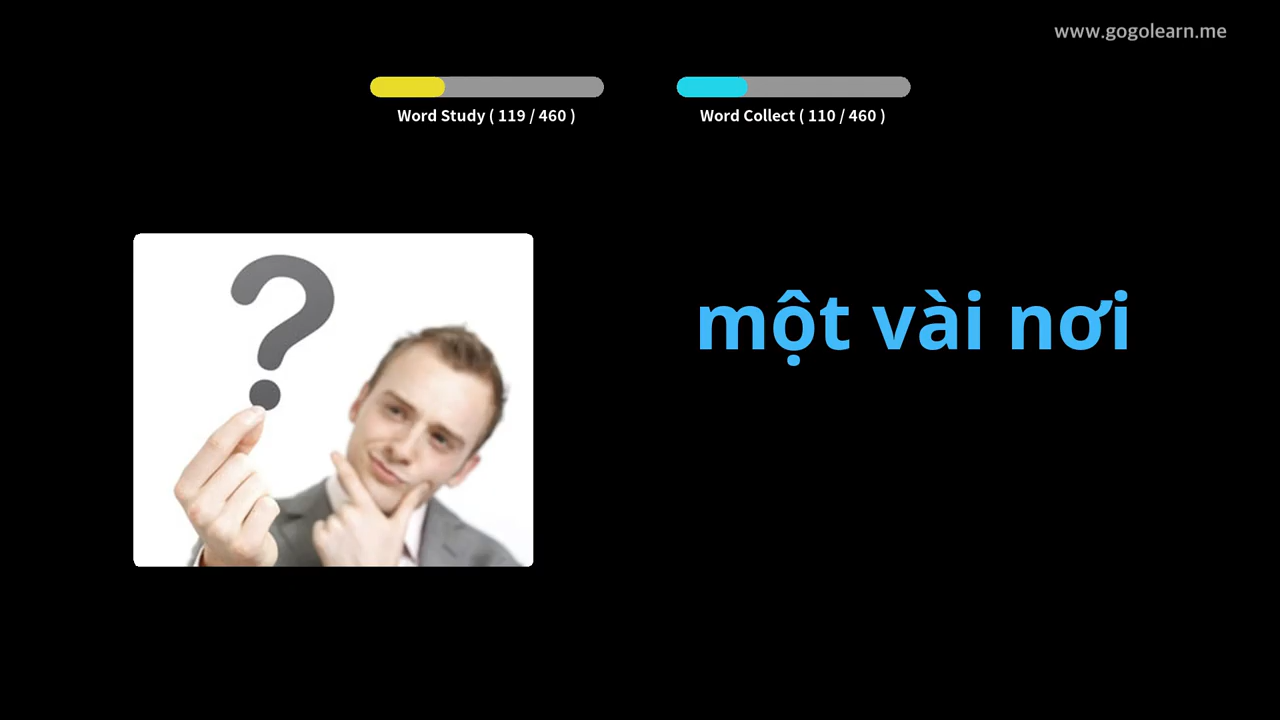 www.gogolearn.me
Word Study ( 119 / 460 )
Word Collect ( 110 / 460 )
?
một vài nơi